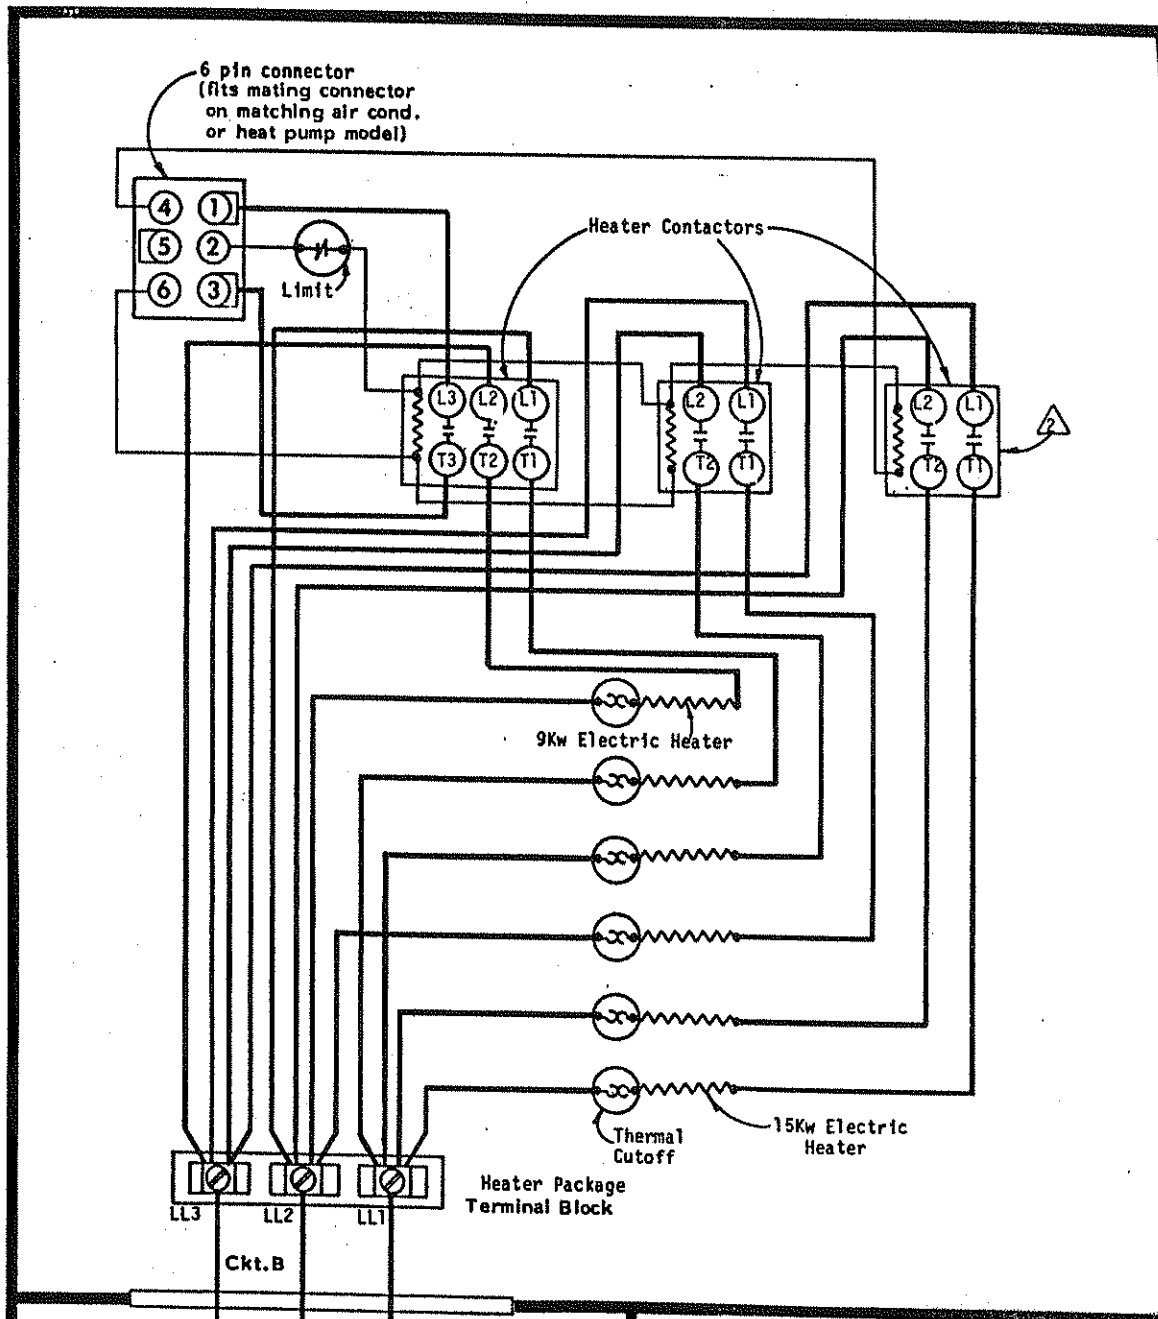 6 pin connector
(fits mating connector
on matching air cond.
or heat pump model)
4 1
5 2
6 3
Limit
Heater Contactors
L3 L2 L1
T3 T2 T1
L2 L1
T2 T1
L2 L1
T2 T1
2
9Kw Electric Heater
15Kw Electric
Heater
Thermal
Cutoff
Heater Package
Terminal Block
LL3 LL2 LL1
Ckt.B